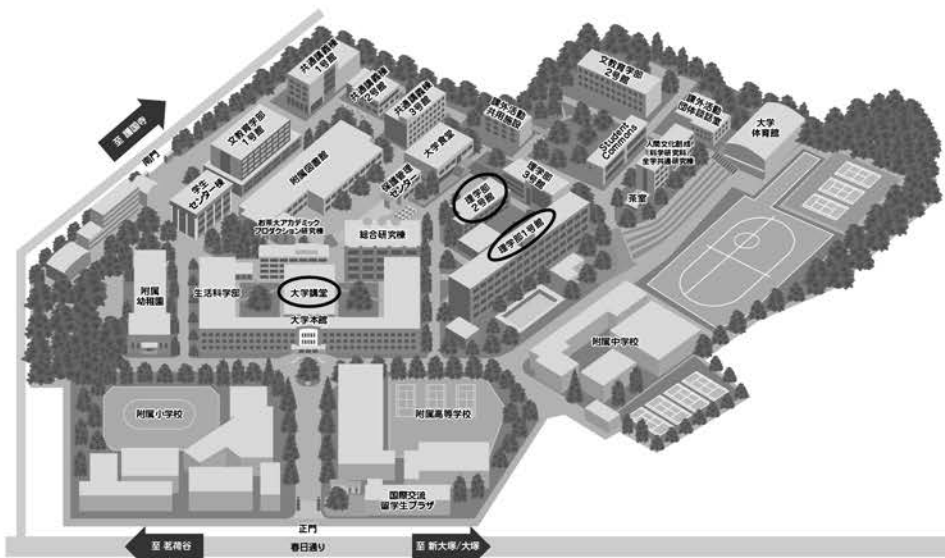 共通講義棟
1号館
共通講義棟
2号館
共通講義棟
3号館
課外活動
共用施設
文教育学部
2号館
課外活動
団体談話室
大学
体育館
至 護国寺
南門
文教育学部
1号館
大学食堂
Student
Commons
人間文化創成
科学研究科・
全学共通研究棟
学生
センター棟
附属図書館
保健管理
センター
理学部
2号館
理学部
3号館
茶室
お茶大アカデミック
プロダクション研究棟
総合研究棟
理学部1号館
附属
幼稚園
生活科学部
大学講堂
大学本館
附属中学校
附属小学校
附属高等学校
国際交流
留学生プラザ
正門
至 茗荷谷
春日通り
至 新大塚/大塚